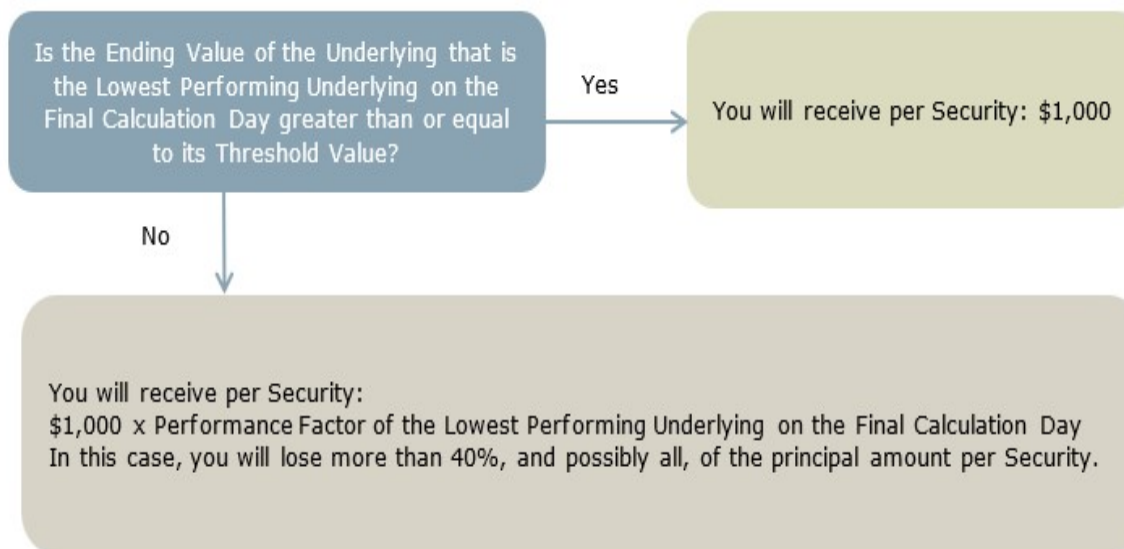 Is the Ending Value of the Underlying that is
the Lowest Performing Underlying on the
Final Calculation Day greater than or equal
to its Threshold Value?
Yes
You will receive per Security: $1,000
No
You will receive per Security:
$1,000 x Performance Factor of the Lowest Performing Underlying on the Final Calculation Day
In this case, you will lose more than 40%, and possibly all, of the principal amount per Security.